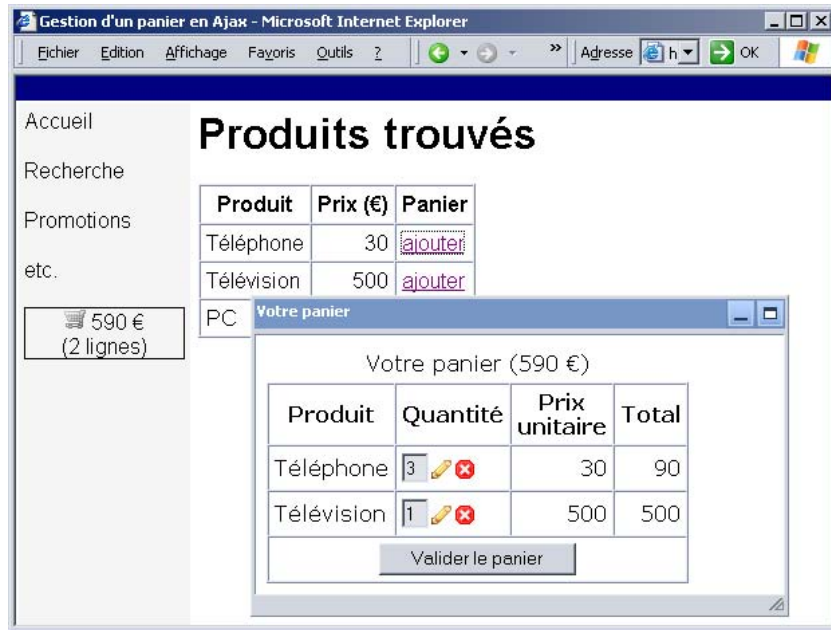 Gestion d'un panier en Ajax - Microsoft Internet Explorer
Fichier Edition Affichage Favoris Outils ? » Adresse h OK
Accueil
Recherche
Promotions
etc.
590 €
(2 lignes)
Produits trouvés
Produit Prix (€) Panier
Téléphone 30 ajouter
Télévision 500 ajouter
PC
Votre panier
Votre panier (590 €)
Produit Quantité Prix unitaire Total
Téléphone 3 30 90
Télévision 1 500 500
Valider le panier